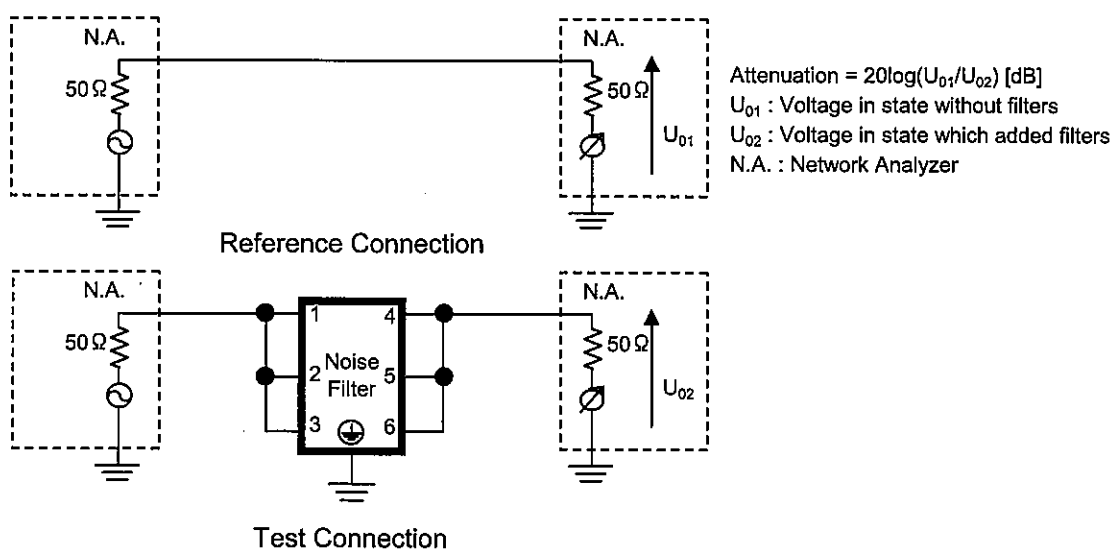 N.A.
50Ω
N.A.
50Ω
U01
Attenuation = 20log(U01/U02) [dB]
U01 : Voltage in state without filters
U02 : Voltage in state which added filters
N.A. : Network Analyzer
Reference Connection
N.A.
50Ω
1
4
2
Noise
5
Filter
3
6
N.A.
50Ω
U02
Test Connection